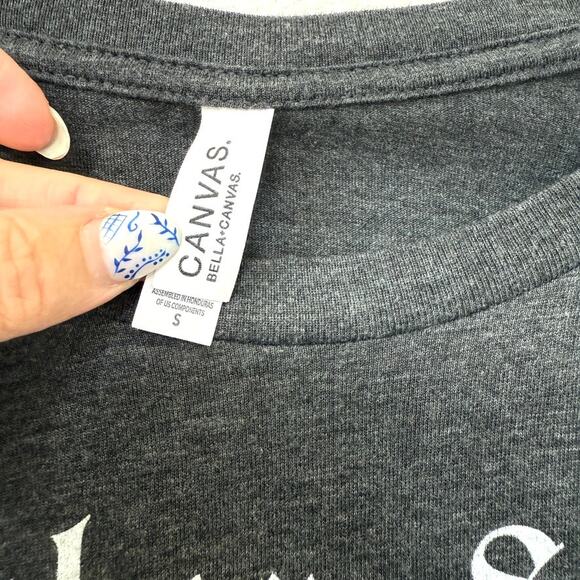 CANVAS.
BELLA+CANVAS.
ASSEMBLED IN HONDURAS
OF US COMPONENTS
S